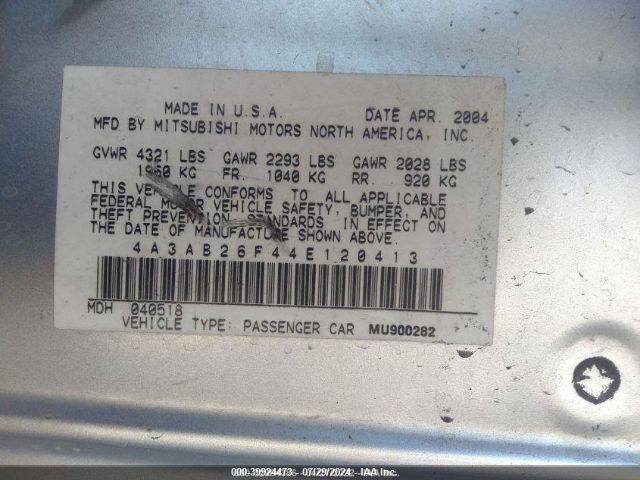 MADE IN U.S.A. DATE APR. 2004
MFD BY MITSUBISHI MOTORS NORTH AMERICA, INC.
GVWR 4321 LBS GAWR 2293 LBS GAWR 2028 LBS
1960 KG FR. 1040 KG RR. 920 KG
THIS VEHICLE CONFORMS TO ALL APPLICABLE
FEDERAL MOTOR VEHICLE SAFETY, BUMPER, AND
THEFT PREVENTION STANDARDS IN EFFECT ON
THE DATE OF MANUFACTURE SHOWN ABOVE.
4A3AB26F44E120413
MDH 040518
VEHICLE TYPE: PASSENGER CAR MU900282
000-39924473 - 07/29/2024 - IAA Inc.